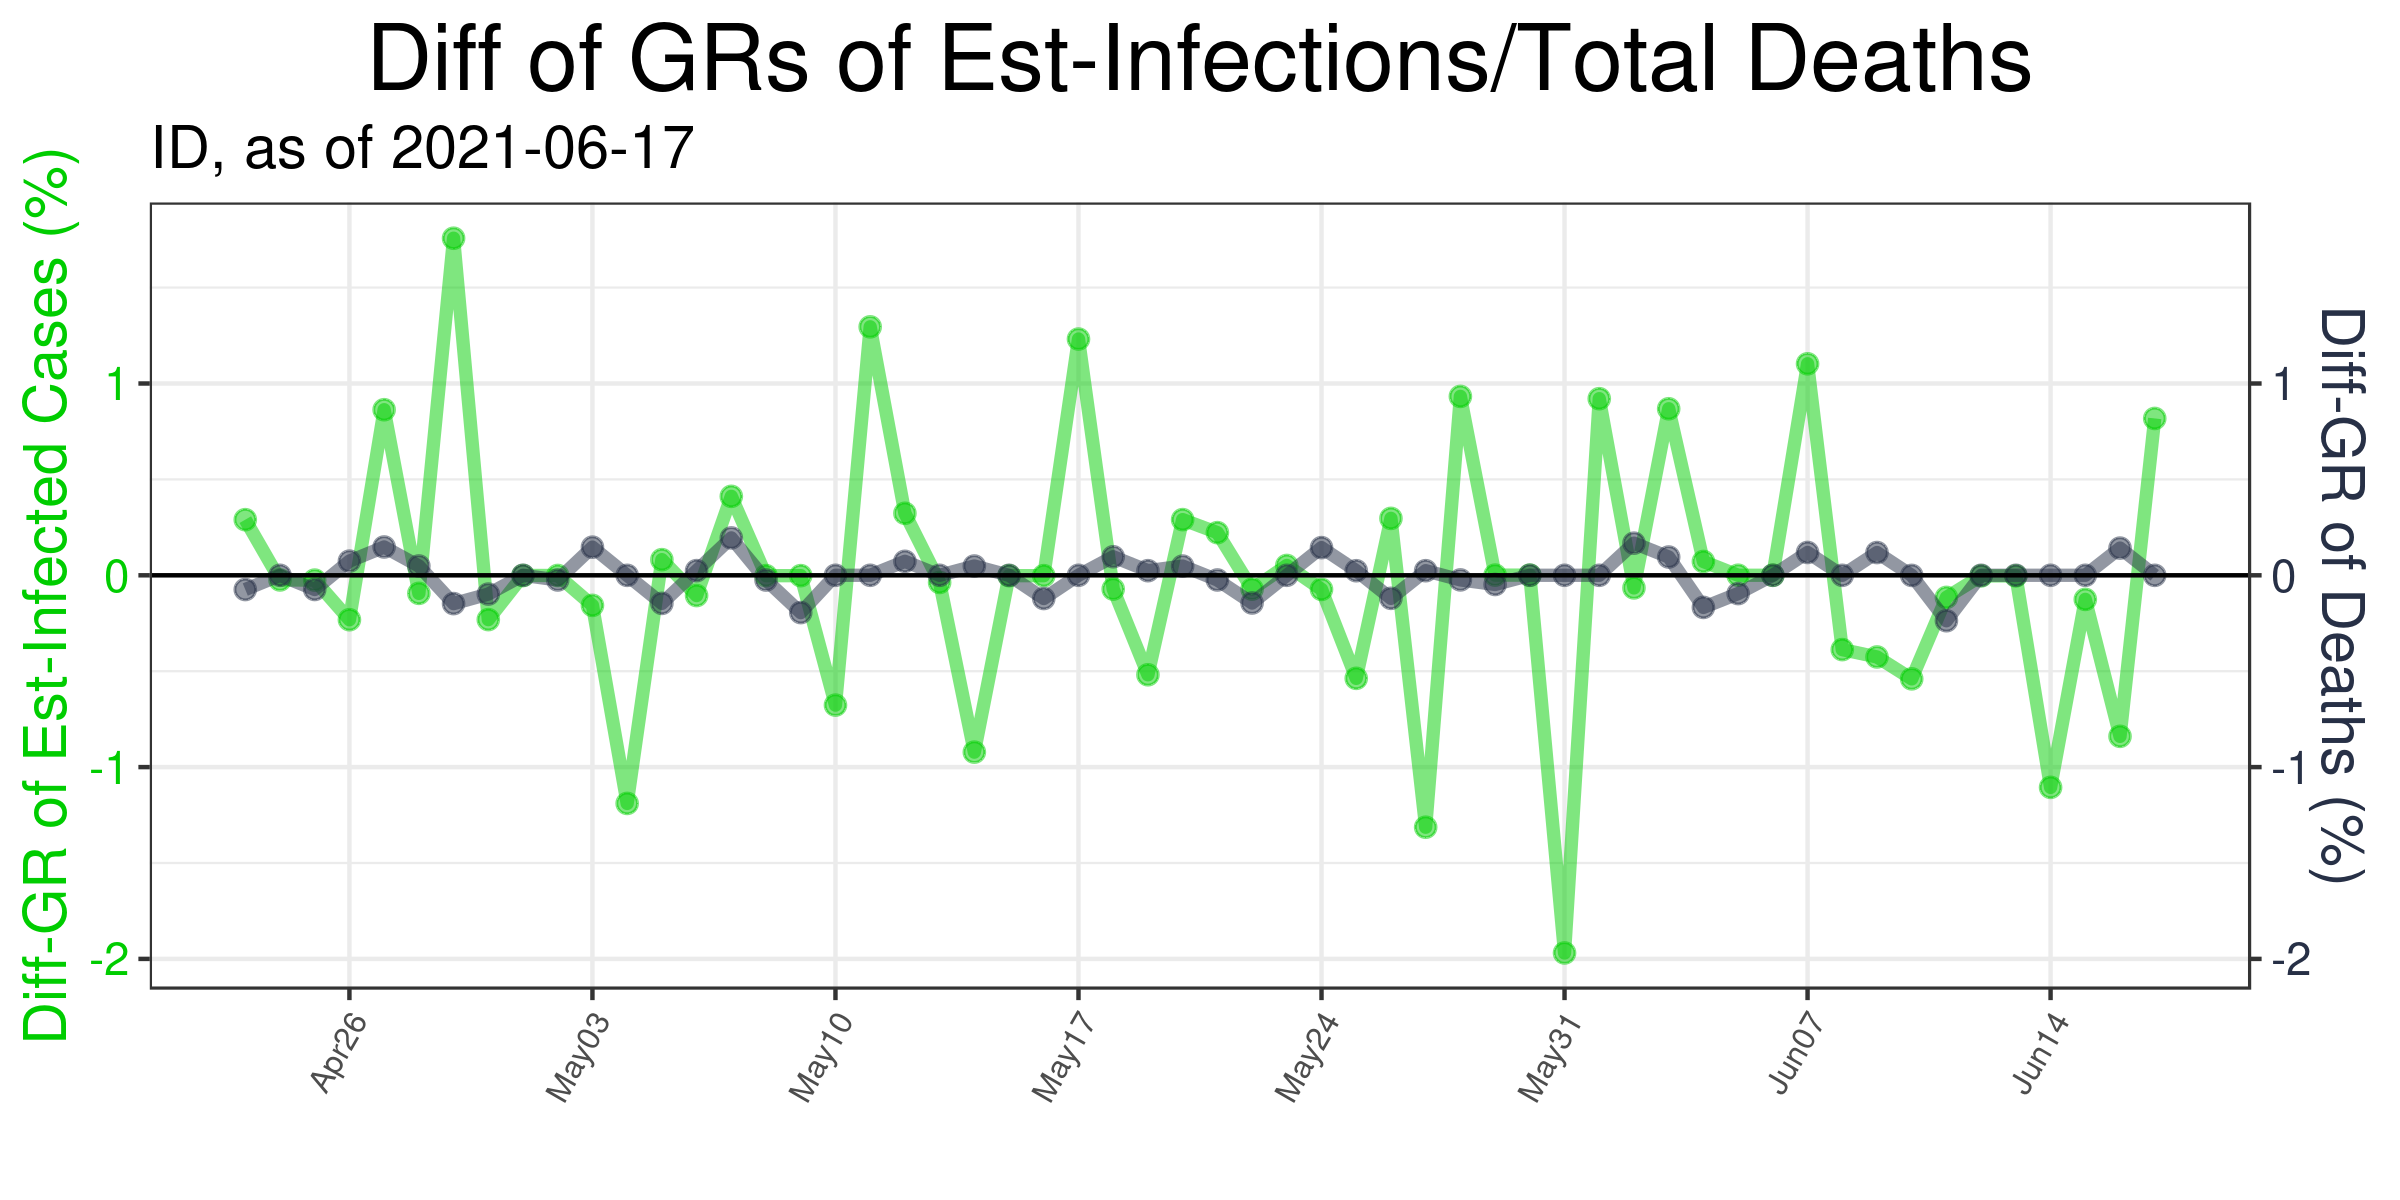 Diff of GRs of Est-Infections/Total Deaths
ID, as of 2021-06-17
Diff-GR of Est-Infected Cases (%)
1
0
-1
-2
1
0
-1
-2
Diff-GR of Deaths (%)
Apr26
May03
May10
May17
May24
May31
Jun07
Jun14